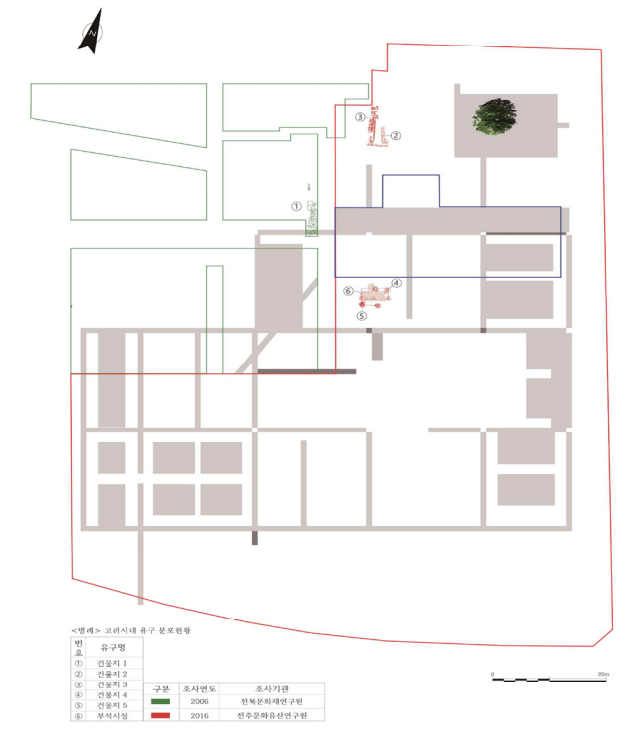 N
③
②
①
④
⑥
⑤
<범례> 고려시대 유구 분포현황
번호 유구명
① 건물지 1
② 건물지 2
③ 건물지 3
④ 건물지 4
⑤ 건물지 5
⑥ 부석시설
구분 조사연도 조사기관
2006 전북문화재연구원
2016 전주문화유산연구원
0 20m